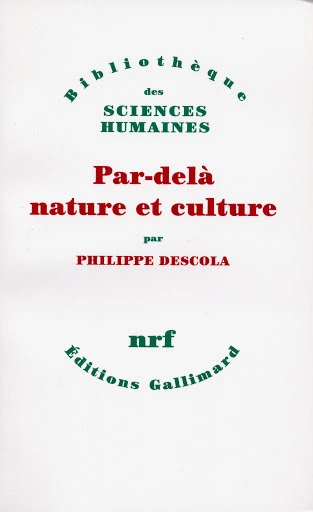 Bibliothèque
des
SCIENCES
HUMAINES
Par-delà
nature et culture
par
PHILIPPE DESCOLA
nrf
Éditions Gallimard